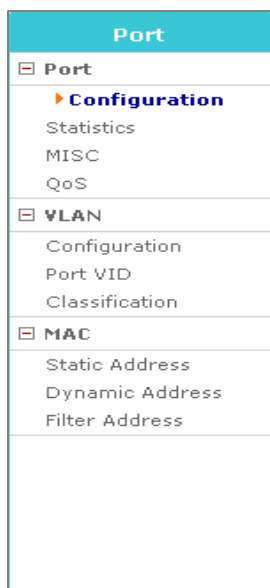 Port
Port
Configuration
Statistics
MISC
QoS
VLAN
Configuration
Port VID
Classification
MAC
Static Address
Dynamic Address
Filter Address